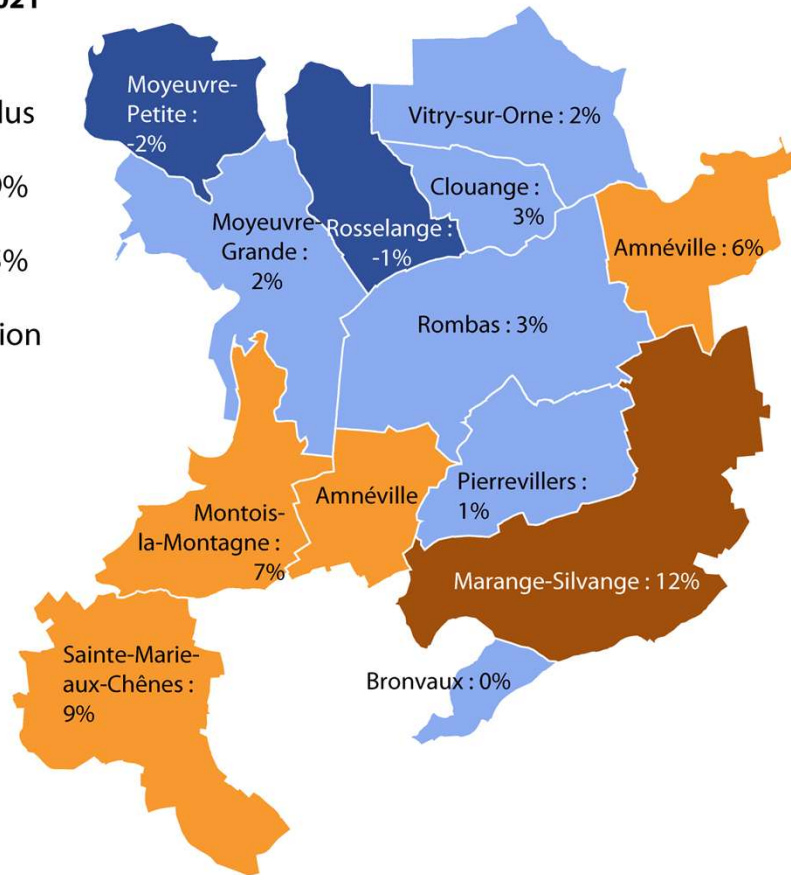 Moyeuvre-
Petite :
-2%
Vitry-sur-Orne : 2%
Clouange :
3%
Moyeuvre-
Grande :
2%
Rosselange :
-1%
Amnéville : 6%
Rombas : 3%
Amnéville
Pierrevillers :
1%
Montois-
la-Montagne :
7%
Marange-Silvange : 12%
Sainte-Marie-
aux-Chênes :
9%
Bronvaux : 0%